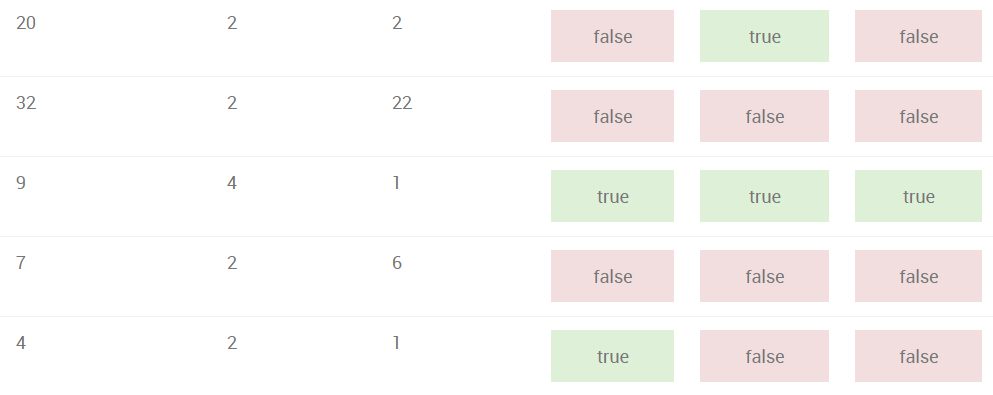 20 2 2 false true false
32 2 22 false false false
9 4 1 true true true
7 2 6 false false false
4 2 1 true false false